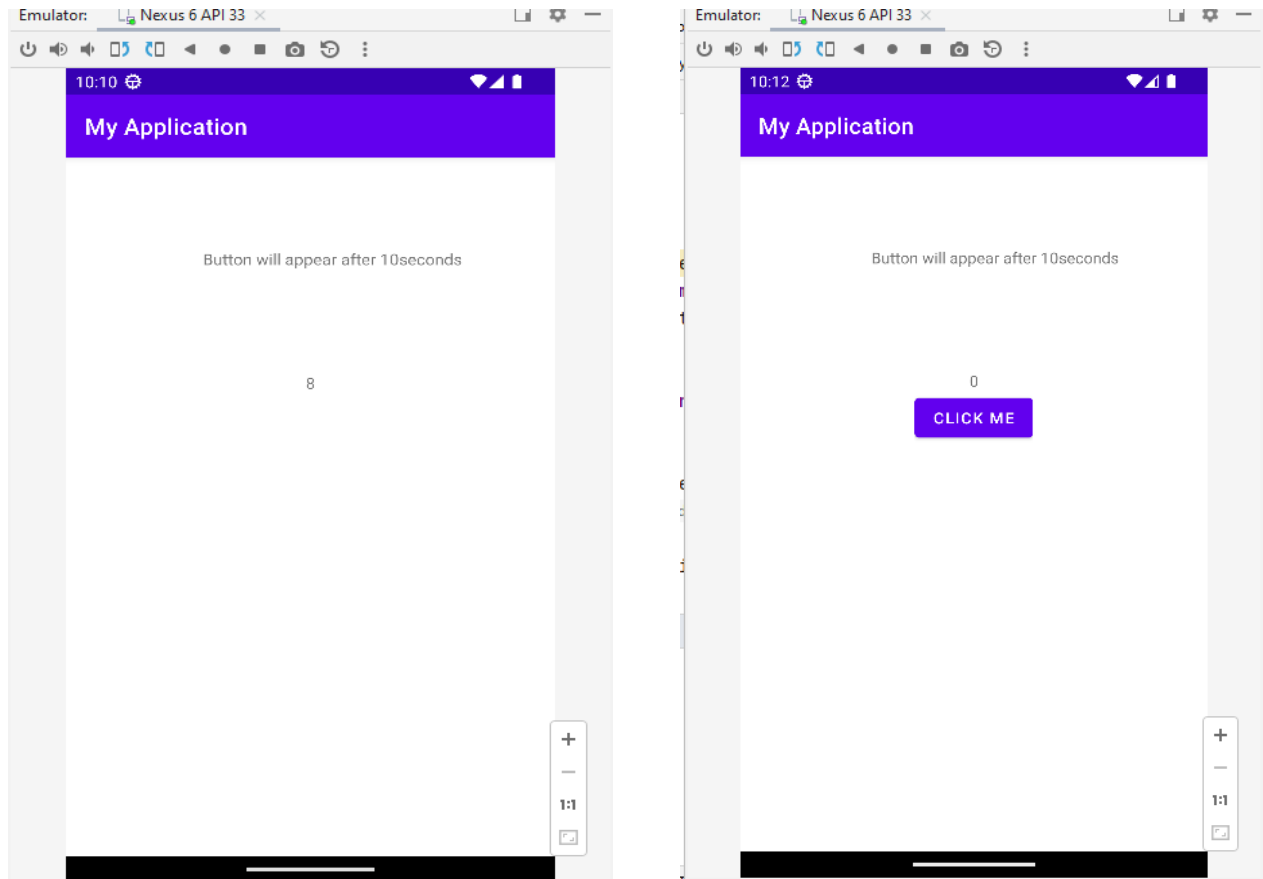 Emulator: Nexus 6 API 33
10:10
My Application
Button will appear after 10seconds
8
1:1
Emulator: Nexus 6 API 33
10:12
My Application
Button will appear after 10seconds
0
CLICK ME
1:1